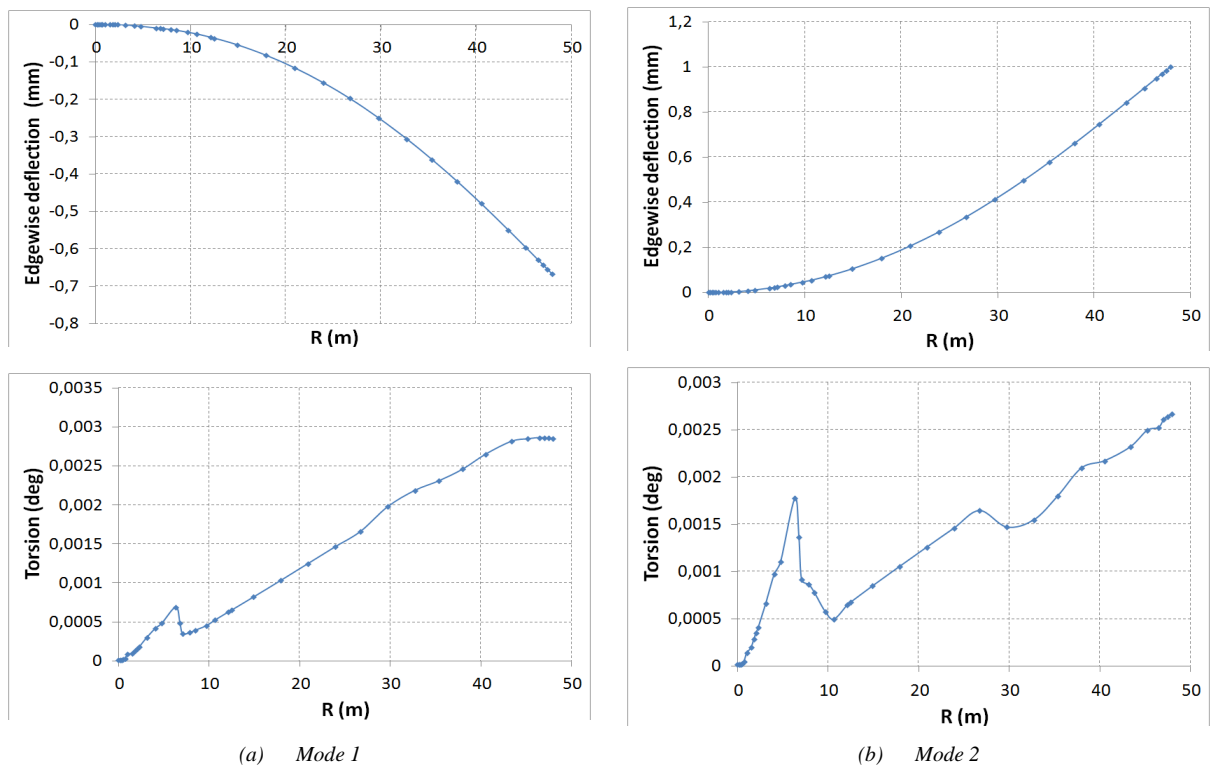 0
-0,1
-0,2
-0,3
-0,4
-0,5
-0,6
-0,7
-0,8
0 10 20 30 40 50
Edgewise deflection (mm)
R (m)
1,2
1
0,8
0,6
0,4
0,2
0
0 10 20 30 40 50
Edgewise deflection (mm)
R (m)
0,0035
0,003
0,0025
0,002
0,0015
0,001
0,0005
0
0 10 20 30 40 50
Torsion (deg)
R (m)
0,003
0,0025
0,002
0,0015
0,001
0,0005
0
0 10 20 30 40 50
Torsion (deg)
R (m)
(a) Mode 1
(b) Mode 2